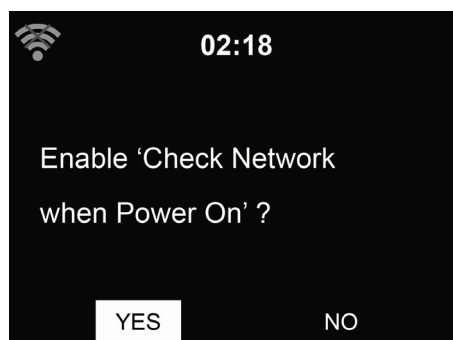 02:18
Enable ‘Check Network
when Power On’ ?
YES NO